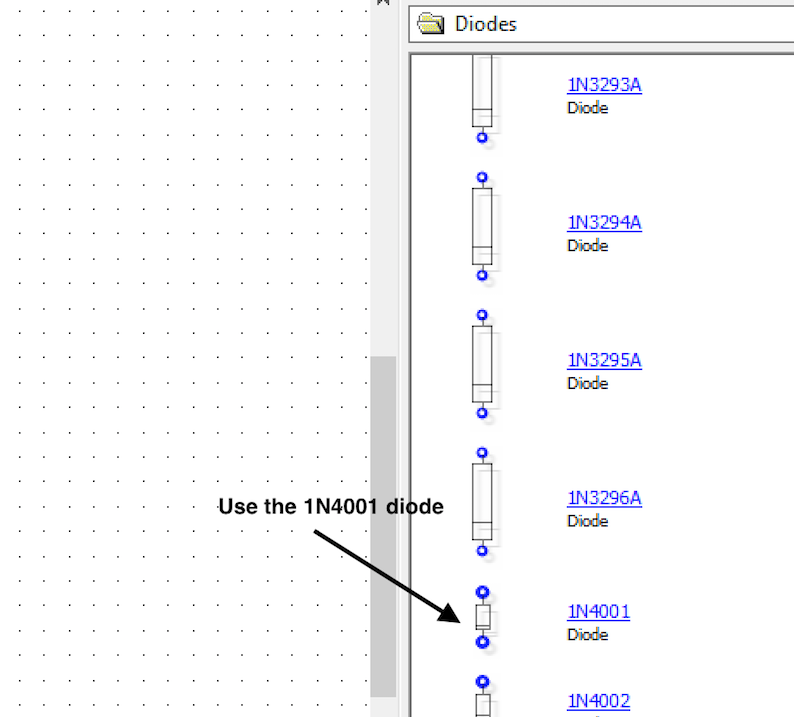 Diodes
1N3293A
Diode
1N3294A
Diode
1N3295A
Diode
1N3296A
Diode
Use the 1N4001 diode
1N4001
Diode
1N4002